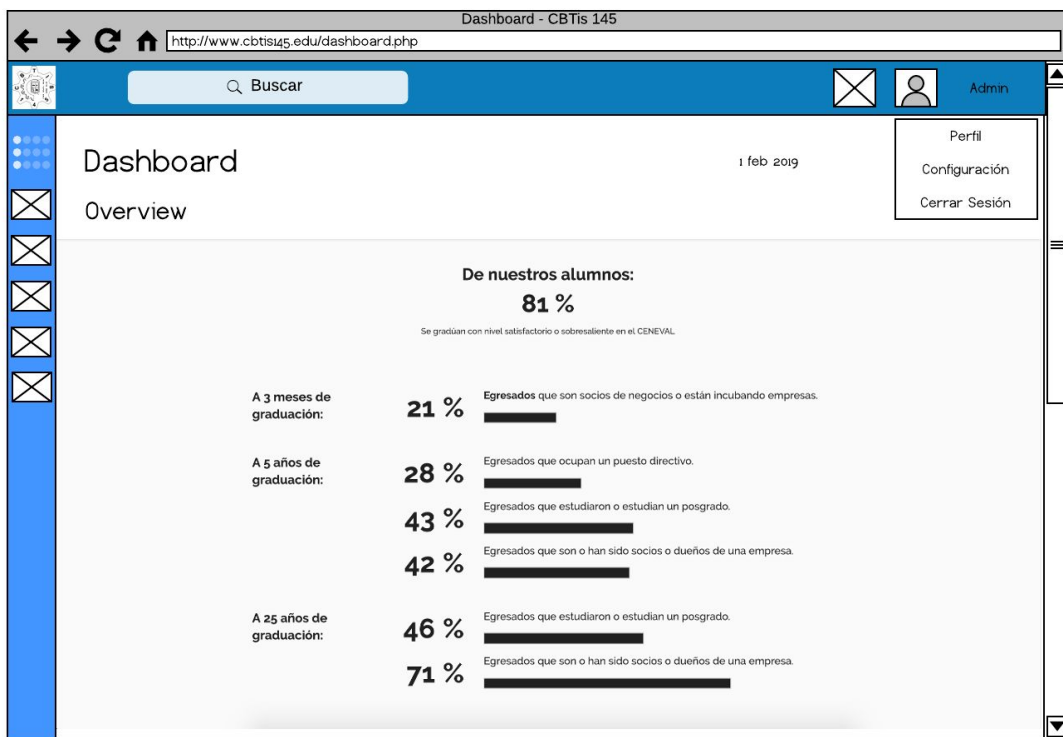 Dashboard - CBTis 145
http://www.cbtis145.edu/dashboard.php
Buscar
Admin
Perfil
Configuración
Cerrar Sesión
Dashboard
1 feb 2019
Overview
De nuestros alumnos:
81 %
Se gradúan con nivel satisfactorio o sobresaliente en el CENEVAL.
A 3 meses de
graduación:
21 %
Egresados que son socios de negocios o están incubando empresas.
A 5 años de
graduación:
28 %
Egresados que ocupan un puesto directivo.
43 %
Egresados que estudiaron o estudian un posgrado.
42 %
Egresados que son o han sido socios o dueños de una empresa.
A 25 años de
graduación:
46 %
Egresados que estudiaron o estudian un posgrado.
71 %
Egresados que son o han sido socios o dueños de una empresa.